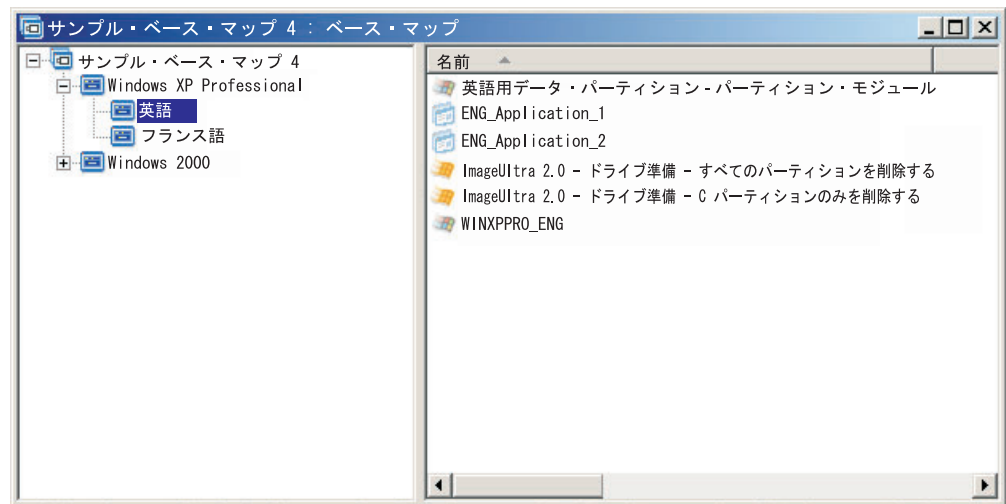 サンプル・ベース・マップ 4 : ベース・マップ
サンプル・ベース・マップ 4
Windows XP Professional
英語
フランス語
Windows 2000
名前
英語用データ・パーティション - パーティション・モジュール
ENG_Application_1
ENG_Application_2
ImageUltra 2.0 - ドライブ準備 - すべてのパーティションを削除する
ImageUltra 2.0 - ドライブ準備 - C パーティションのみを削除する
WINXPPRO_ENG